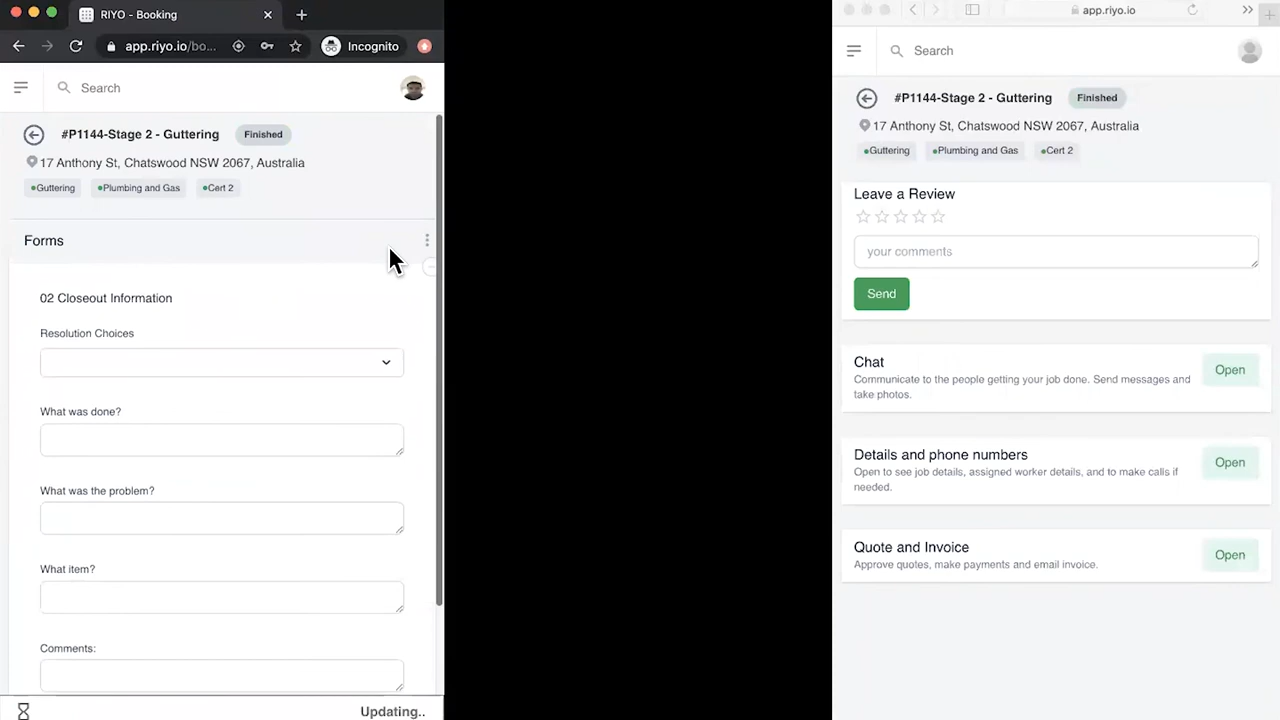 RIYO - Booking
app.riyo.io/bo...
Incognito
Search
#P1144-Stage 2 - Guttering
Finished
17 Anthony St, Chatswood NSW 2067, Australia
Guttering
Plumbing and Gas
Cert 2
Forms
02 Closeout Information
Resolution Choices
What was done?
What was the problem?
What item?
Comments:
Updating..
app.riyo.io
Search
#P1144-Stage 2 - Guttering
Finished
17 Anthony St, Chatswood NSW 2067, Australia
Guttering
Plumbing and Gas
Cert 2
Leave a Review
your comments
Send
Chat
Communicate to the people getting your job done. Send messages and
take photos.
Open
Details and phone numbers
Open to see job details, assigned worker details, and to make calls if
needed.
Open
Quote and Invoice
Approve quotes, make payments and email invoice.
Open